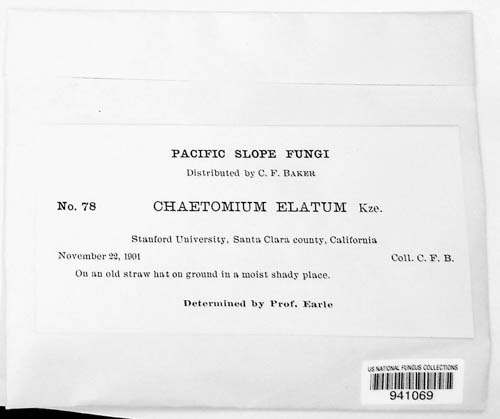 PACIFIC SLOPE FUNGI
Distributed by C. F. BAKER
No. 78 CHAETOMIUM ELATUM Kze.
Stanford University, Santa Clara county, California
November 22, 1901 Coll. C. F. B.
On an old straw hat on ground in a moist shady place.
Determined by Prof. Earle
US NATIONAL FUNGUS COLLECTIONS
941069